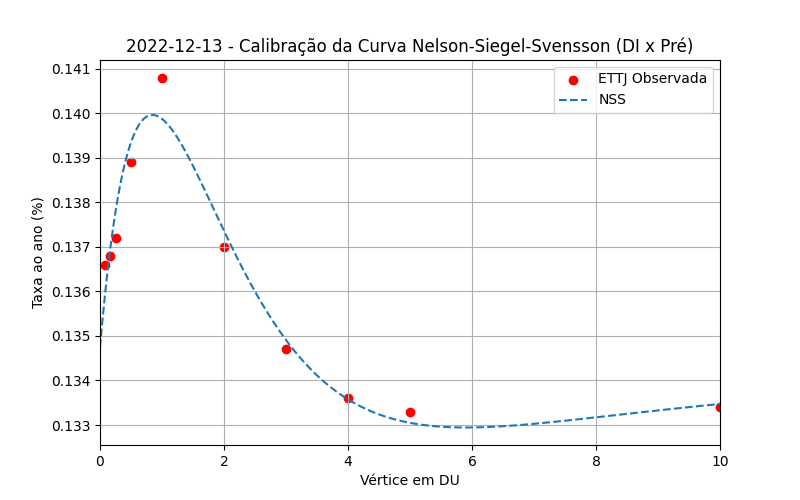 2022-12-13 - Calibração da Curva Nelson-Siegel-Svensson (DI x Pré)
ETTJ Observada
NSS
Taxa ao ano (%)
0.141
0.140
0.139
0.138
0.137
0.136
0.135
0.134
0.133
0 2 4 6 8 10
Vértice em DU